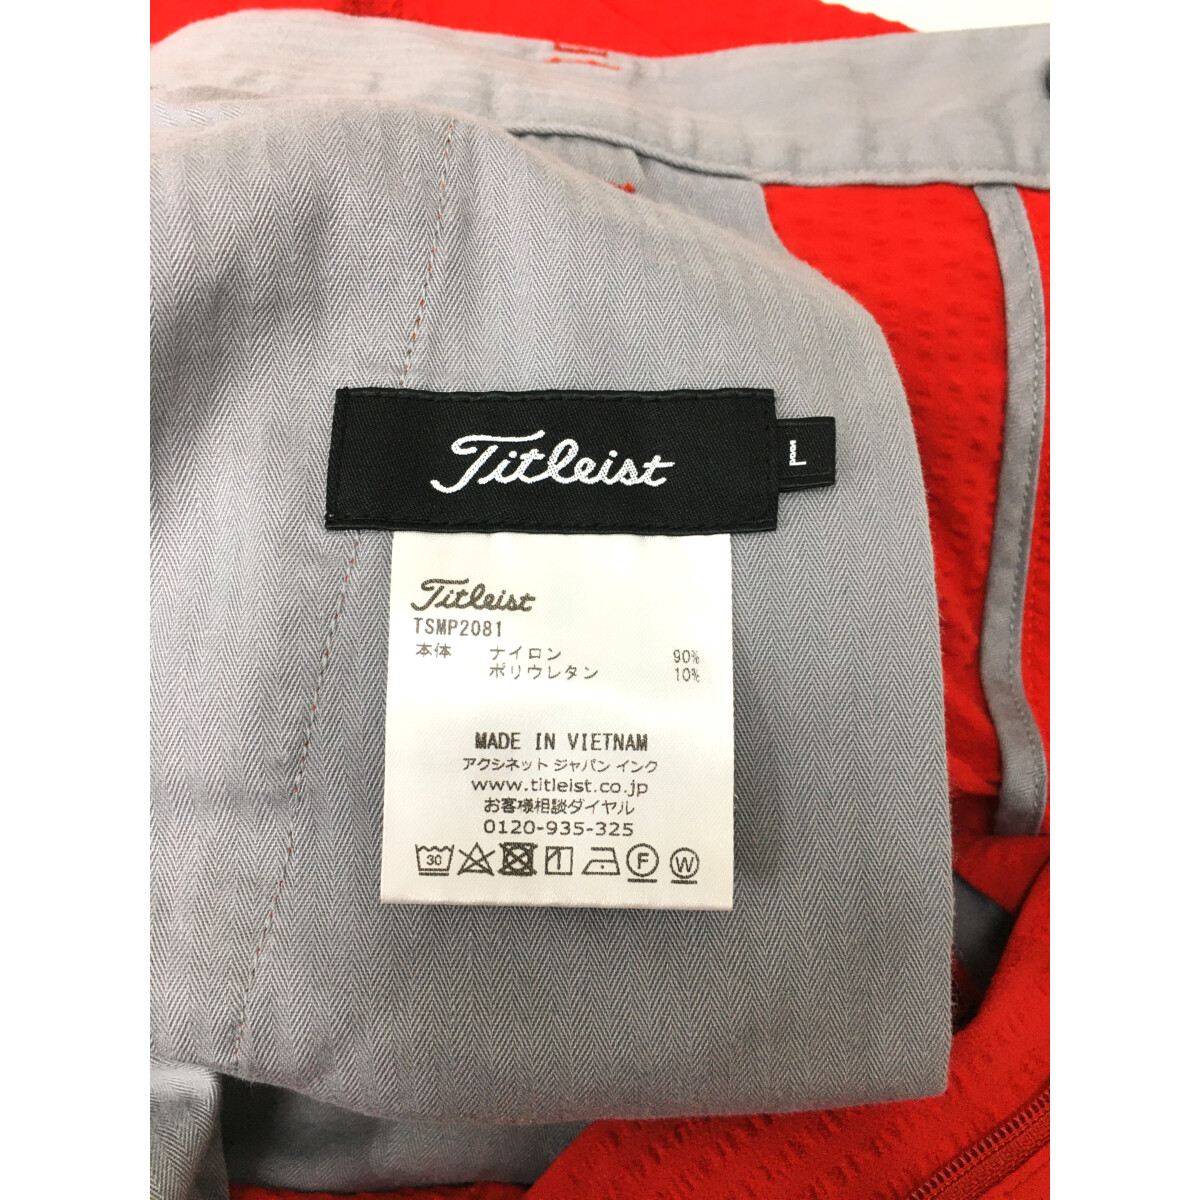 Titleist
L
Titleist
TSMP2081
本体 ナイロン 90%
ポリウレタン 10%
MADE IN VIETNAM
アクシネット ジャパン インク
www.titleist.co.jp
お客様相談ダイヤル
0120-935-325
30 F W